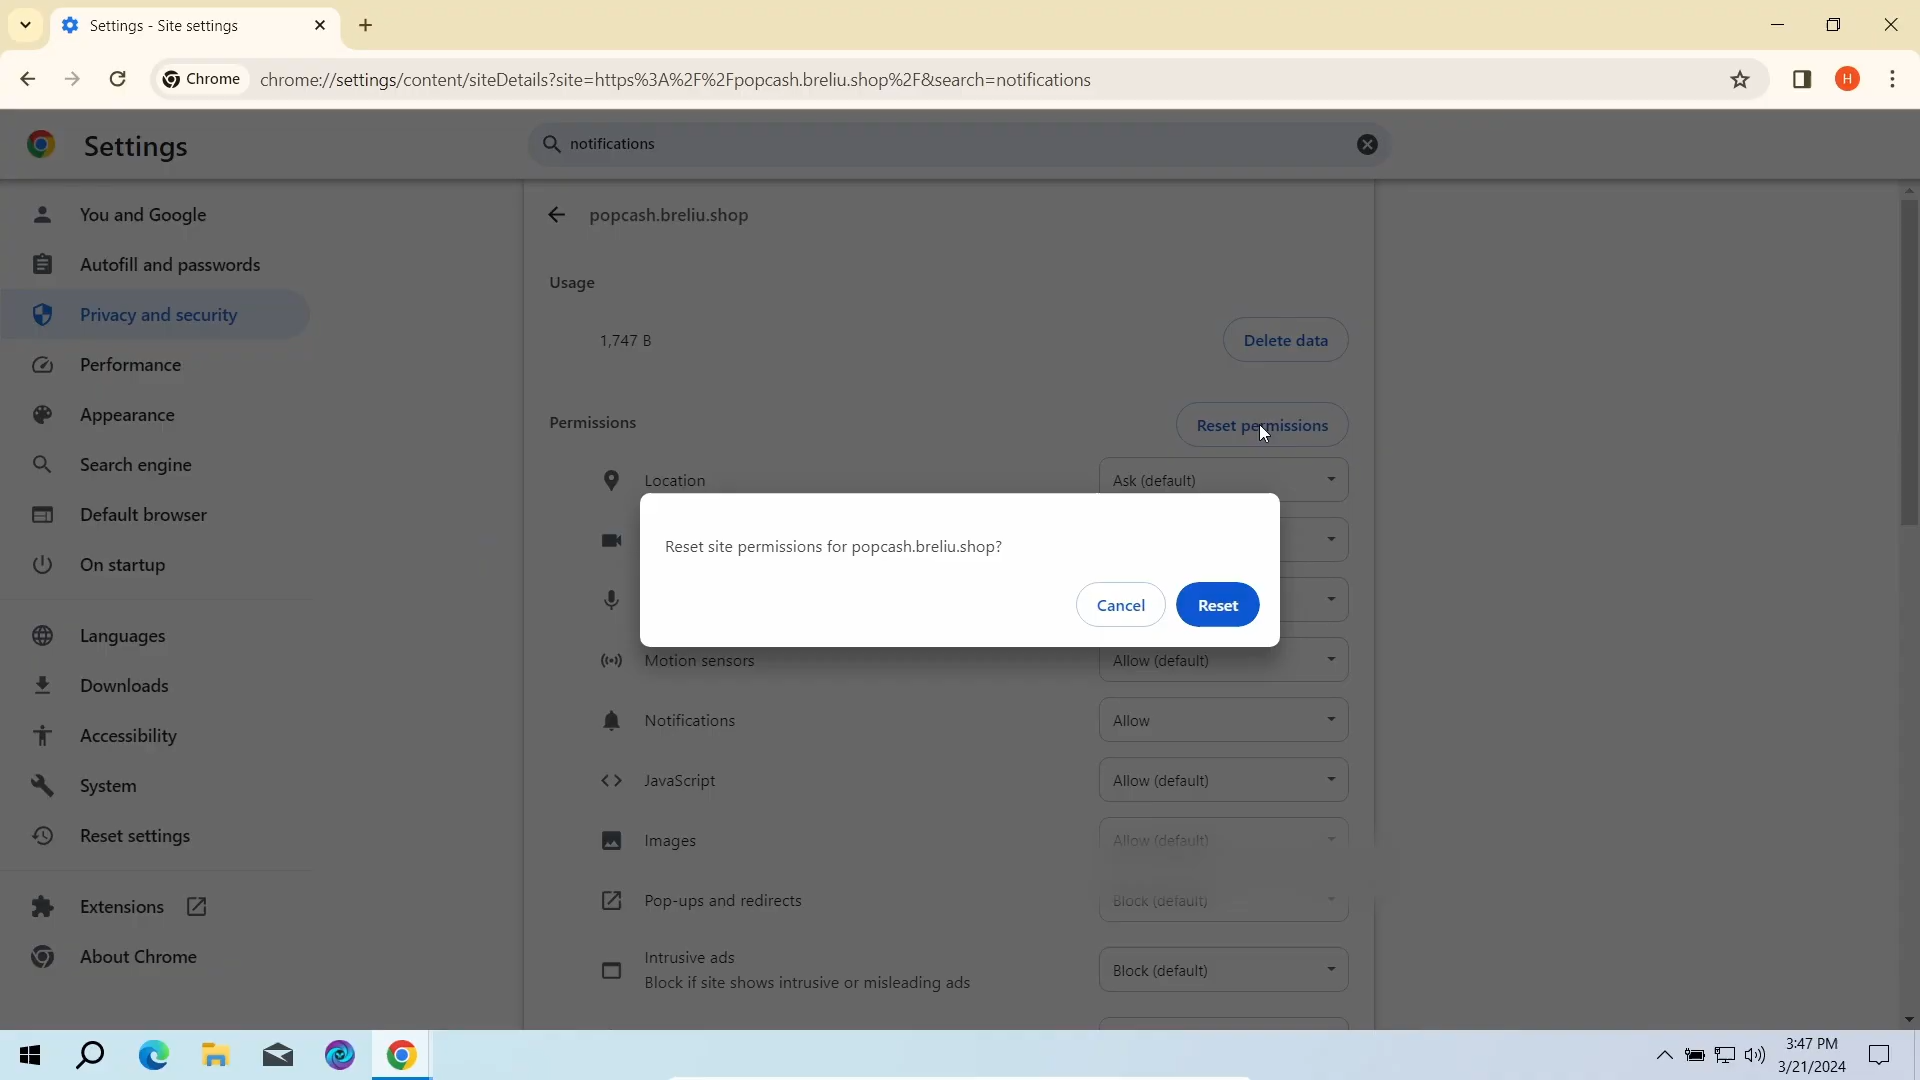 Settings - Site settings
Chrome
chrome://settings/content/siteDetails?site=https%3A%2F%2Fpopcash.breliu.shop%2F&search=notifications
H
Settings
notifications
You and Google
Autofill and passwords
Privacy and security
Performance
Appearance
Search engine
Default browser
On startup
Languages
Downloads
Accessibility
System
Reset settings
Extensions
About Chrome
popcash.breliu.shop
Usage
1,747 B
Delete data
Permissions
Reset permissions
Location
Ask (default)
Reset site permissions for popcash.breliu.shop?
Cancel
Reset
Motion sensors
Allow (default)
Notifications
Allow
JavaScript
Allow (default)
Images
Allow (default)
Pop-ups and redirects
Block (default)
Intrusive ads
Block if site shows intrusive or misleading ads
Block (default)
3:47 PM
3/21/2024